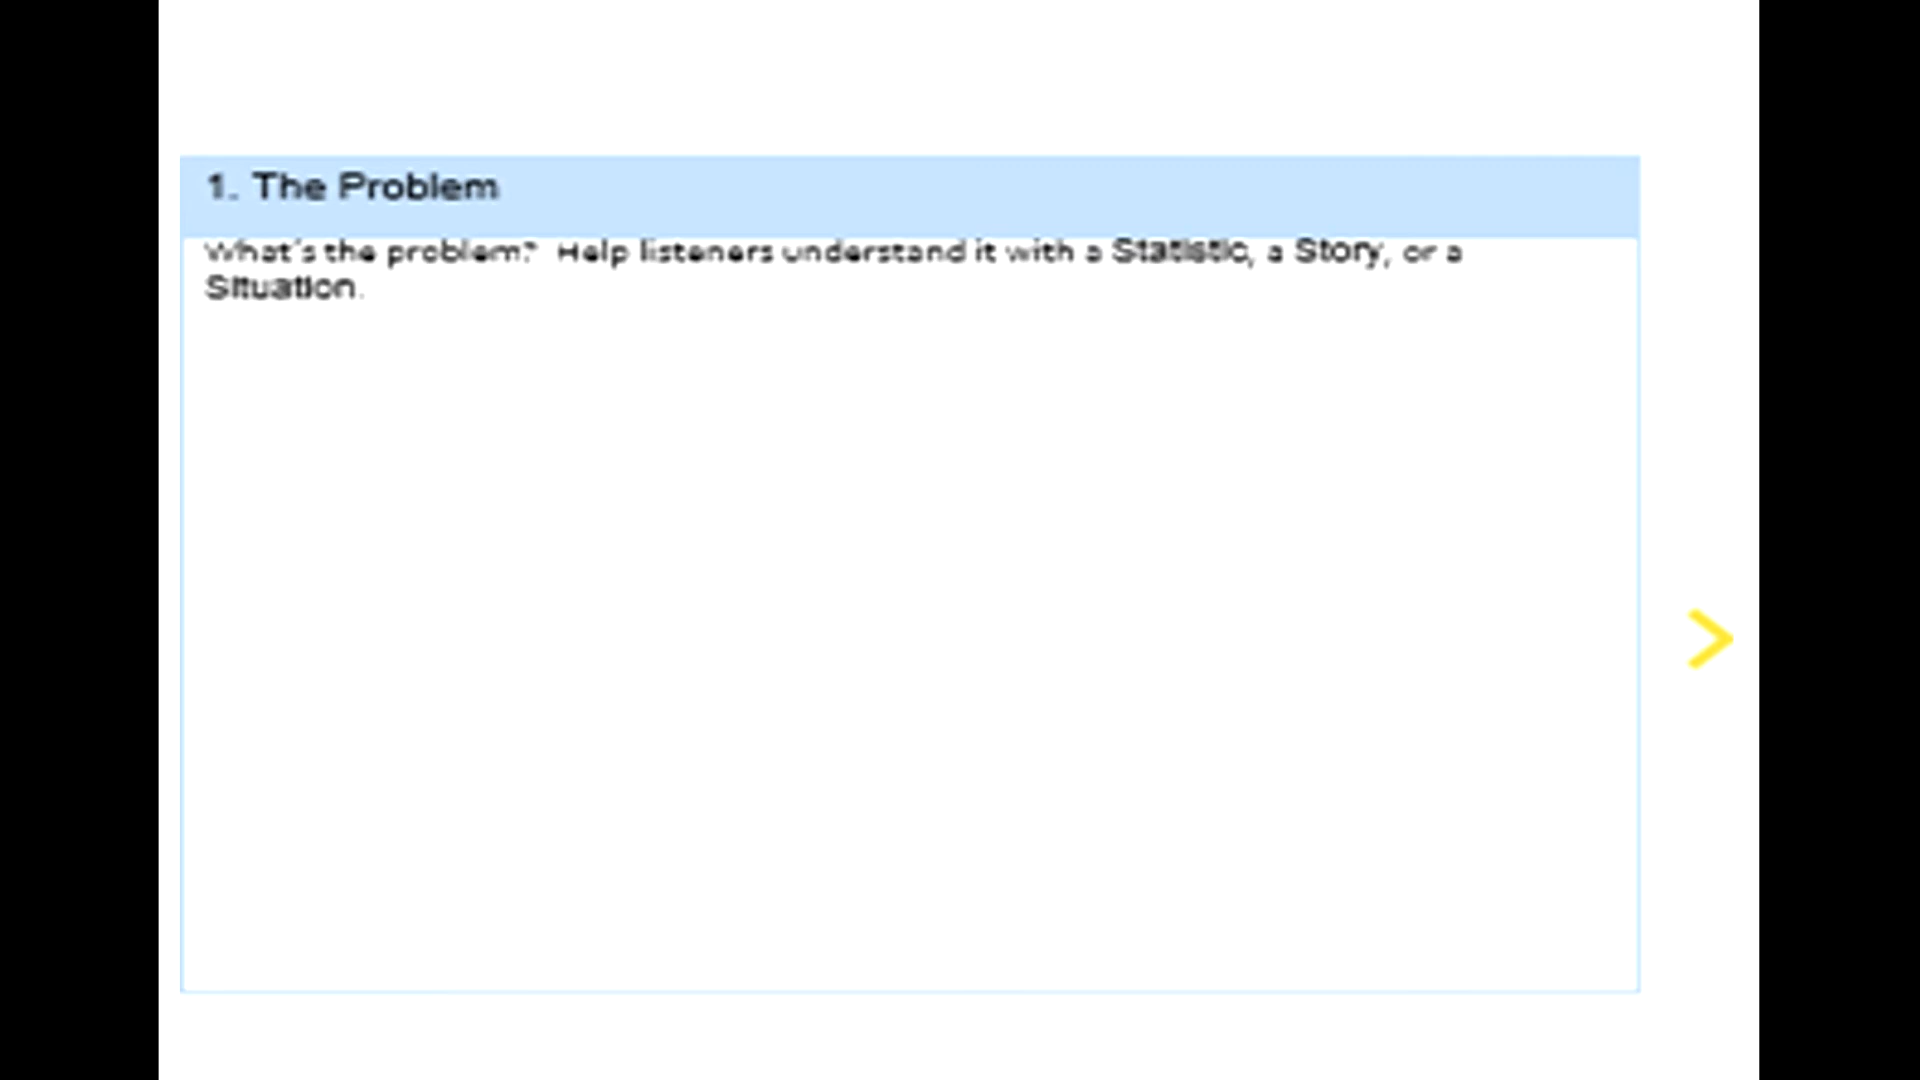 1. The Problem
What's the problem?  Help listeners understand it with a Statistic, a Story, or a
Situation.